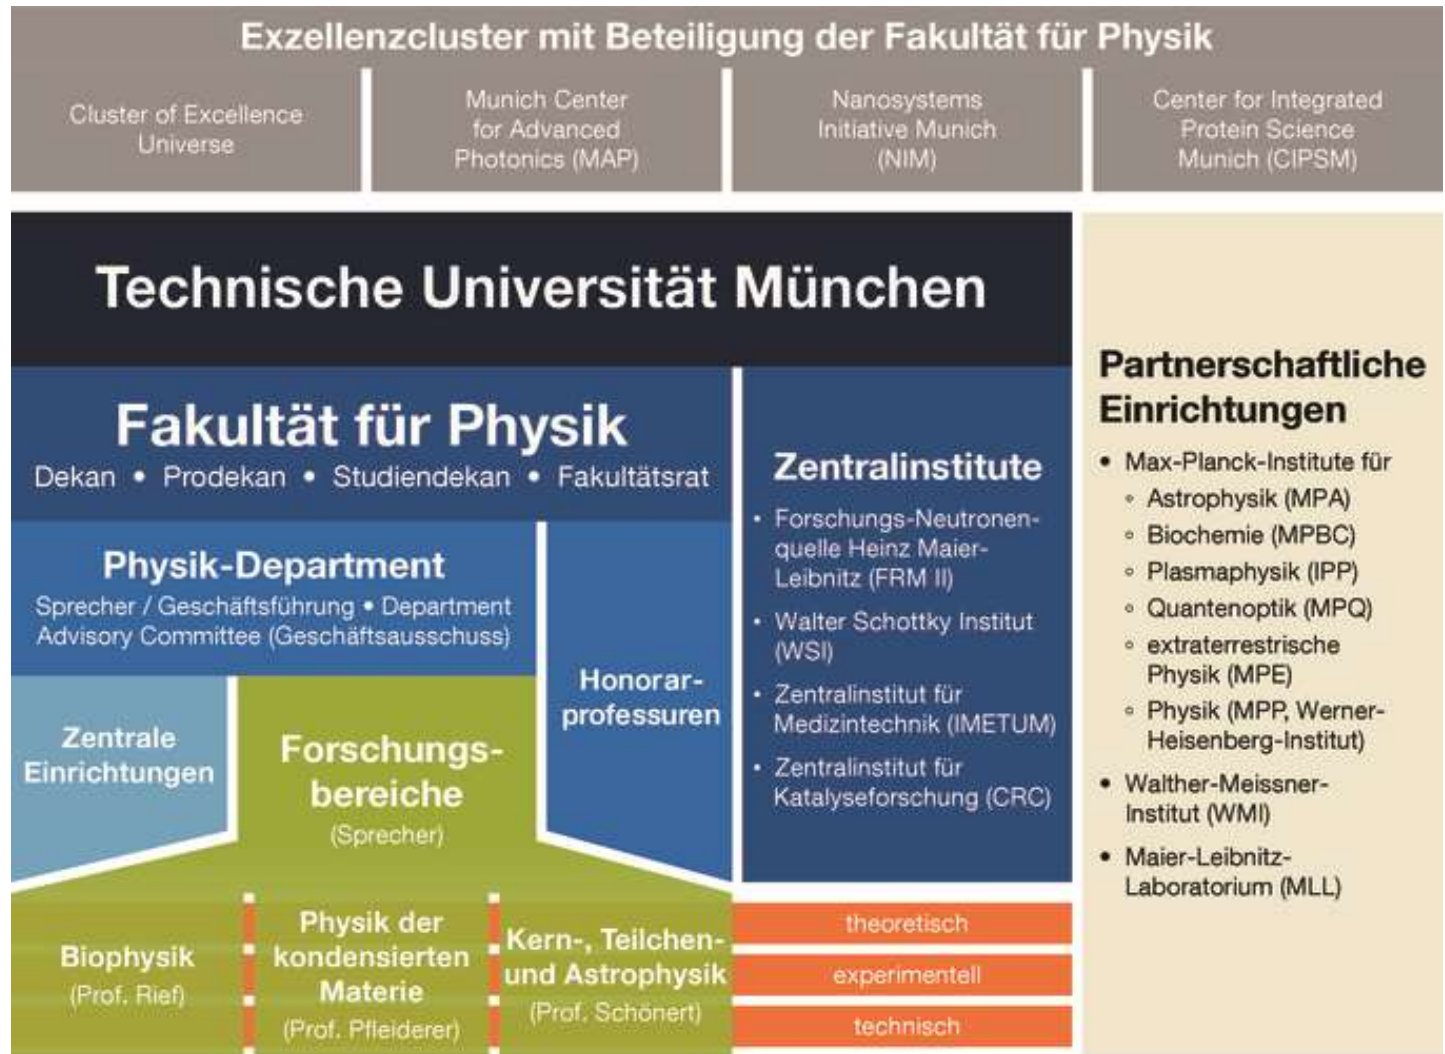 Exzellenzcluster mit Beteiligung der Fakultät für Physik
Cluster of Excellence
Universe
Munich Center
for Advanced
Photonics (MAP)
Nanosystems
Initiative Munich
(NIM)
Center for Integrated
Protein Science
Munich (CIPSM)
Technische Universität München
Fakultät für Physik
Dekan • Prodekan • Studiendekan • Fakultätsrat
Physik-Department
Sprecher / Geschäftsführung • Department
Advisory Committee (Geschäftsausschuss)
Zentrale
Einrichtungen
Forschungs-
bereiche
(Sprecher)
Honorar-
professuren
Zentralinstitute
• Forschungs-Neutronen-
quelle Heinz Maier-
Leibnitz (FRM II)
• Walter Schottky Institut
(WSI)
• Zentralinstitut für
Medizintechnik (IMETUM)
• Zentralinstitut für
Katalyseforschung (CRC)
Biophysik
(Prof. Rief)
Physik der
kondensierten
Materie
(Prof. Pfleiderer)
Kern-, Teilchen-
und Astrophysik
(Prof. Schönert)
theoretisch
experimentell
technisch
Partnerschaftliche
Einrichtungen
• Max-Planck-Institute für
◦ Astrophysik (MPA)
◦ Biochemie (MPBC)
◦ Plasmaphysik (IPP)
◦ Quantenoptik (MPQ)
◦ extraterrestrische
Physik (MPE)
◦ Physik (MPP, Werner-
Heisenberg-Institut)
• Walther-Meissner-
Institut (WMI)
• Maier-Leibnitz-
Laboratorium (MLL)